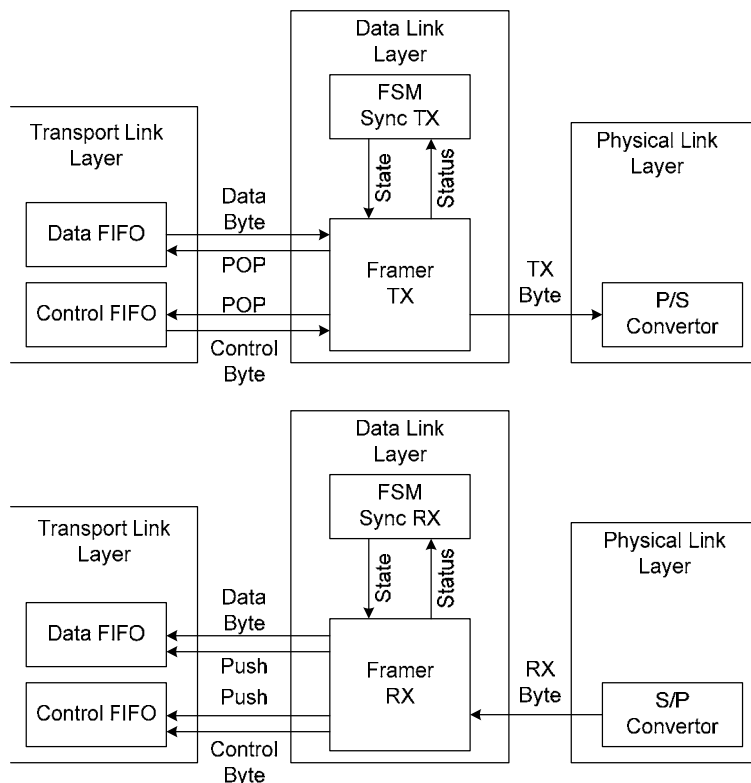 Data Link
Layer
FSM
Sync TX
Transport Link
Layer
Physical Link
Layer
State
Status
Data
Byte
Data FIFO
POP
Framer
TX
TX
Byte
Control FIFO
POP
P/S
Convertor
Control
Byte
Data Link
Layer
FSM
Sync RX
Transport Link
Layer
Physical Link
Layer
State
Status
Data
Byte
Data FIFO
Push
Framer
RX
RX
Byte
Push
Control FIFO
S/P
Convertor
Control
Byte